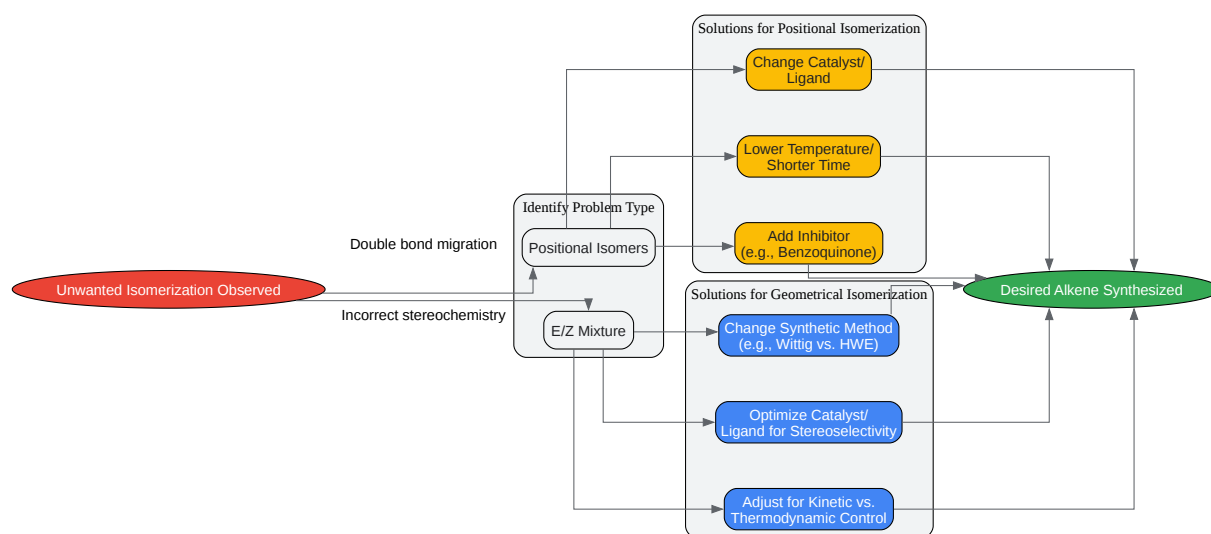 Solutions for Positional Isomerization
Change Catalyst/
Ligand
Lower Temperature/
Shorter Time
Identify Problem Type
Add Inhibitor
(e.g., Benzoquinone)
Double bond migration
Positional Isomers
Unwanted Isomerization Observed
Desired Alkene Synthesized
Solutions for Geometrical Isomerization
Incorrect stereochemistry
E/Z Mixture
Change Synthetic Method
(e.g., Wittig vs. HWE)
Optimize Catalyst/
Ligand for Stereoselectivity
Adjust for Kinetic vs.
Thermodynamic Control